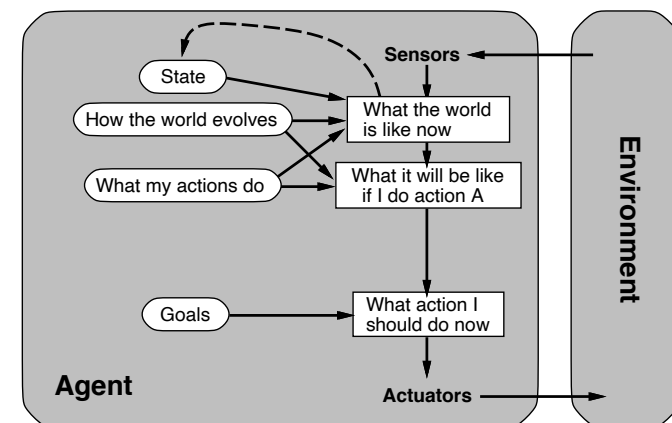 Sensors
State
What the world
is like now
How the world evolves
What my actions do
What it will be like
if I do action A
Goals
What action I
should do now
Agent
Actuators
Environment